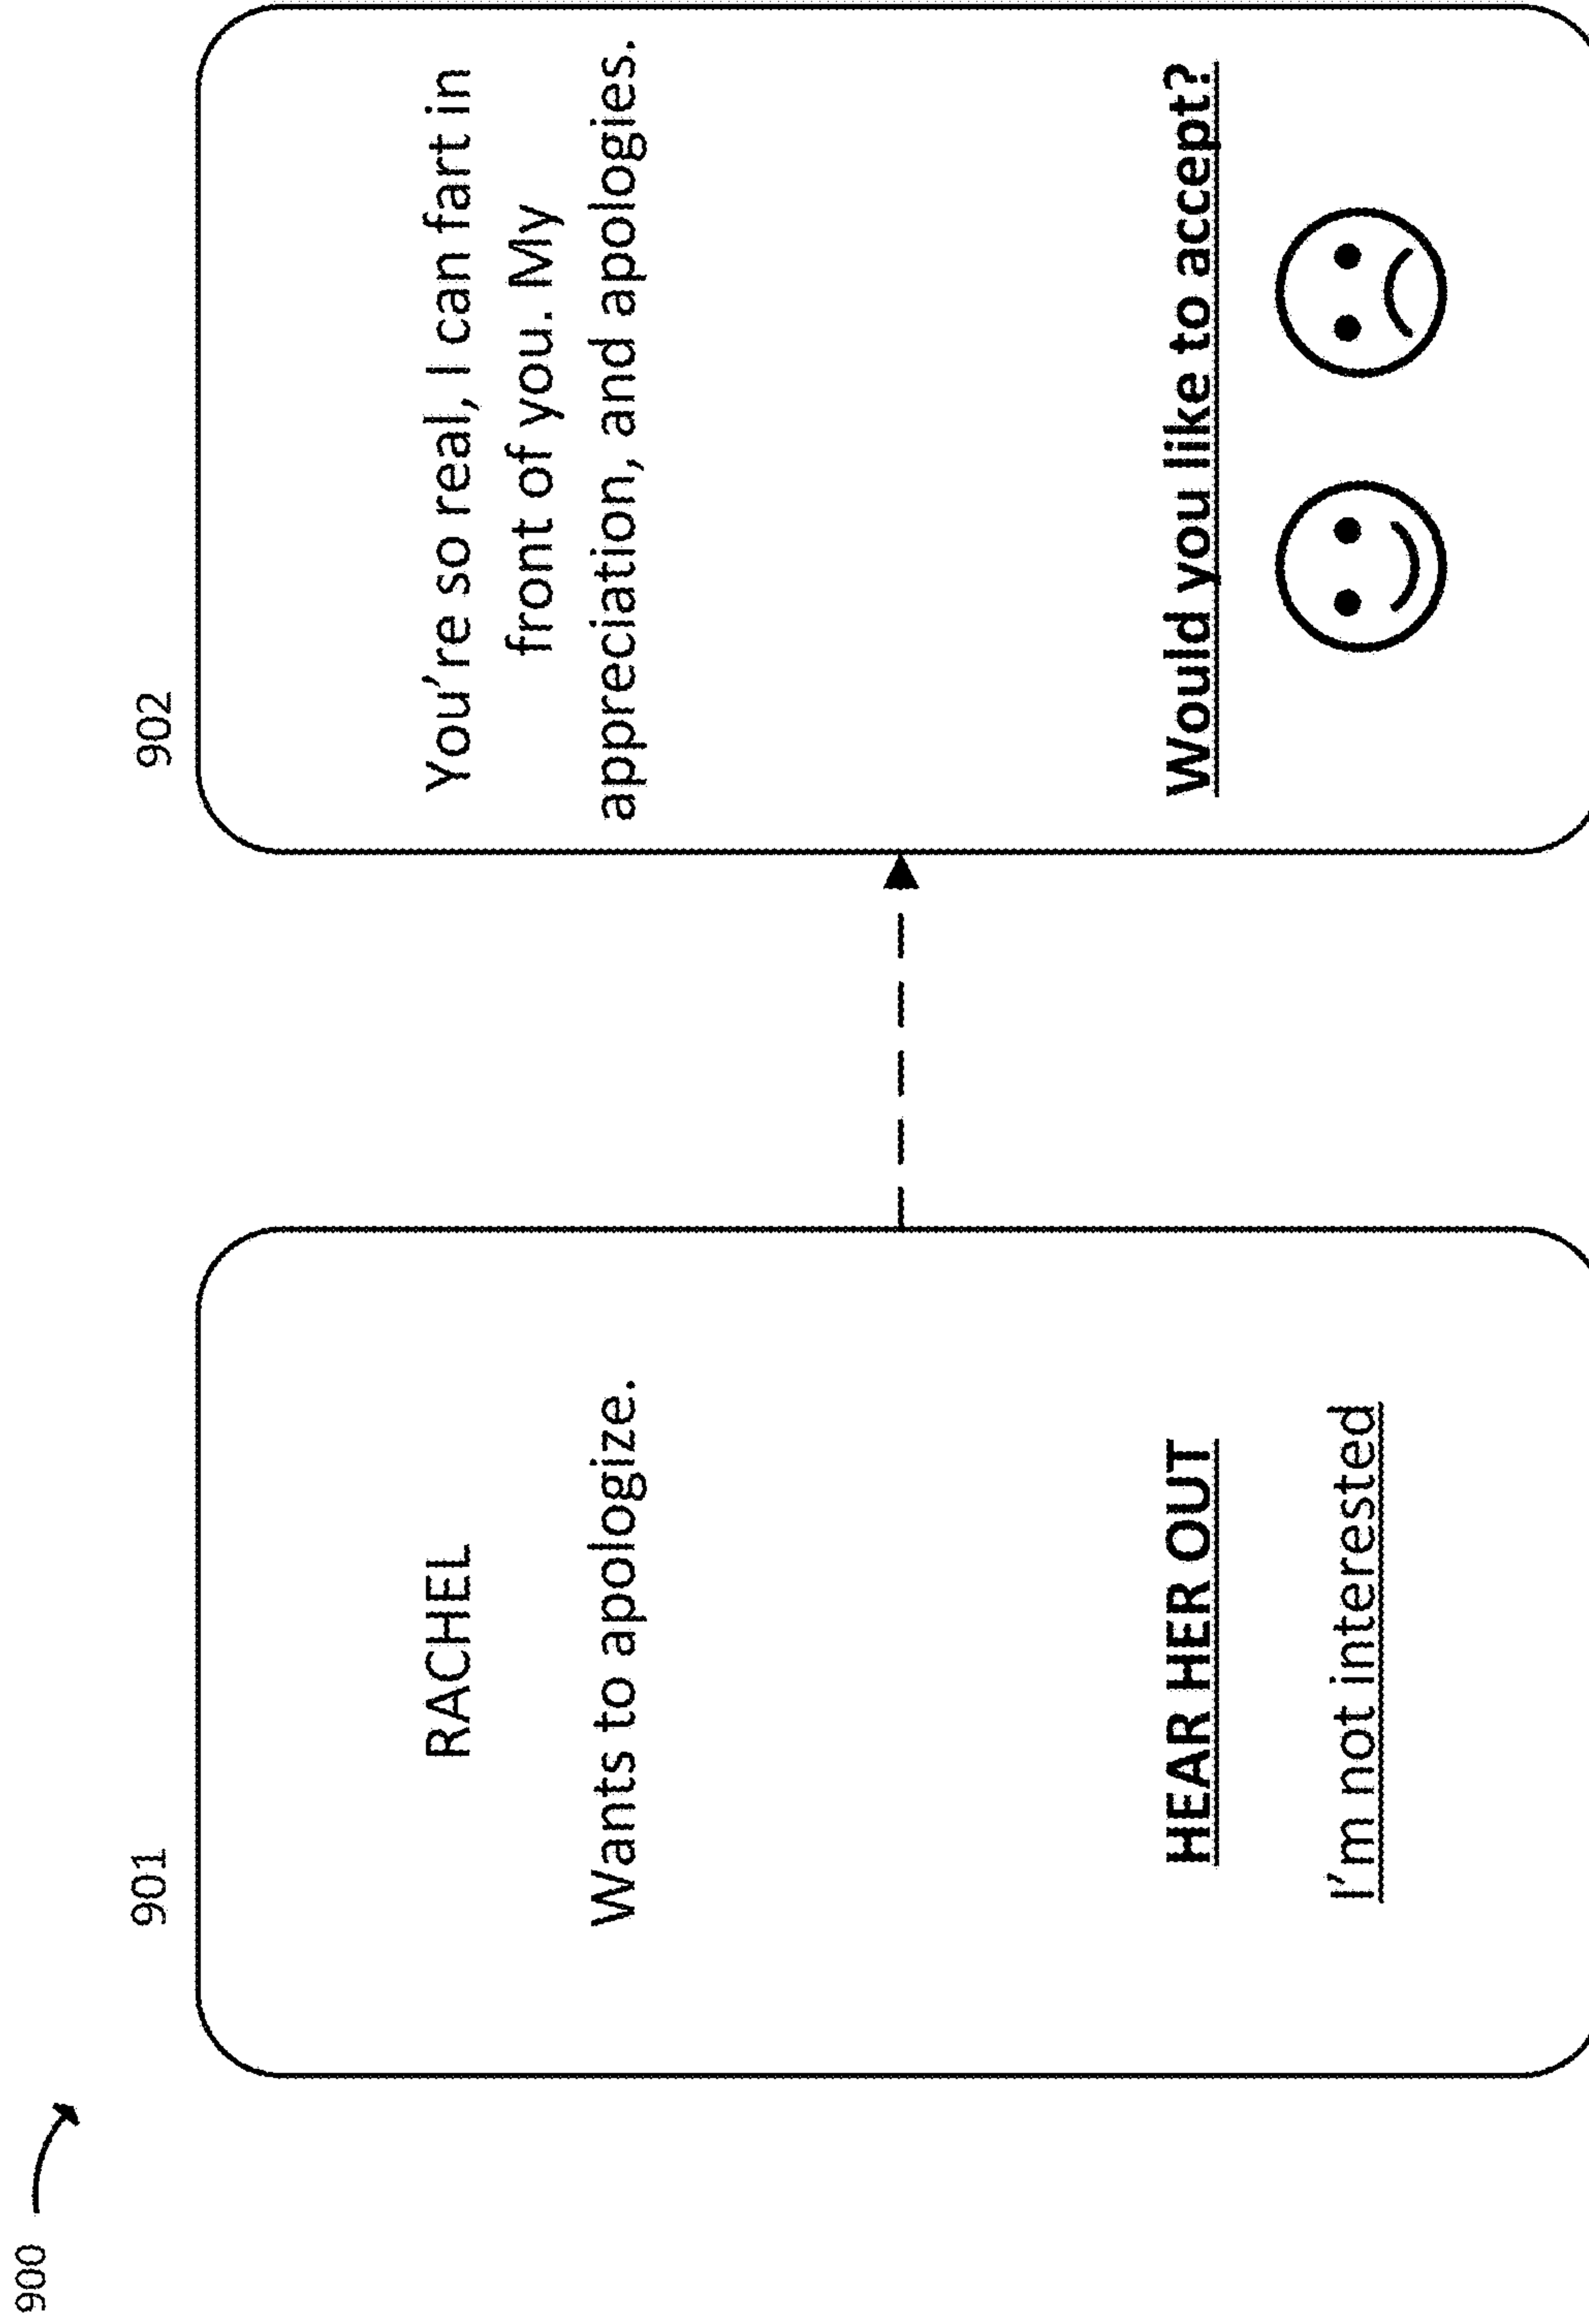 900
901
RACHEL
Wants to apologize.
HEAR HER OUT
I'm not interested
902
You're so real, I can fart in
front of you. My
appreciation, and apologies.
Would you like to accept?